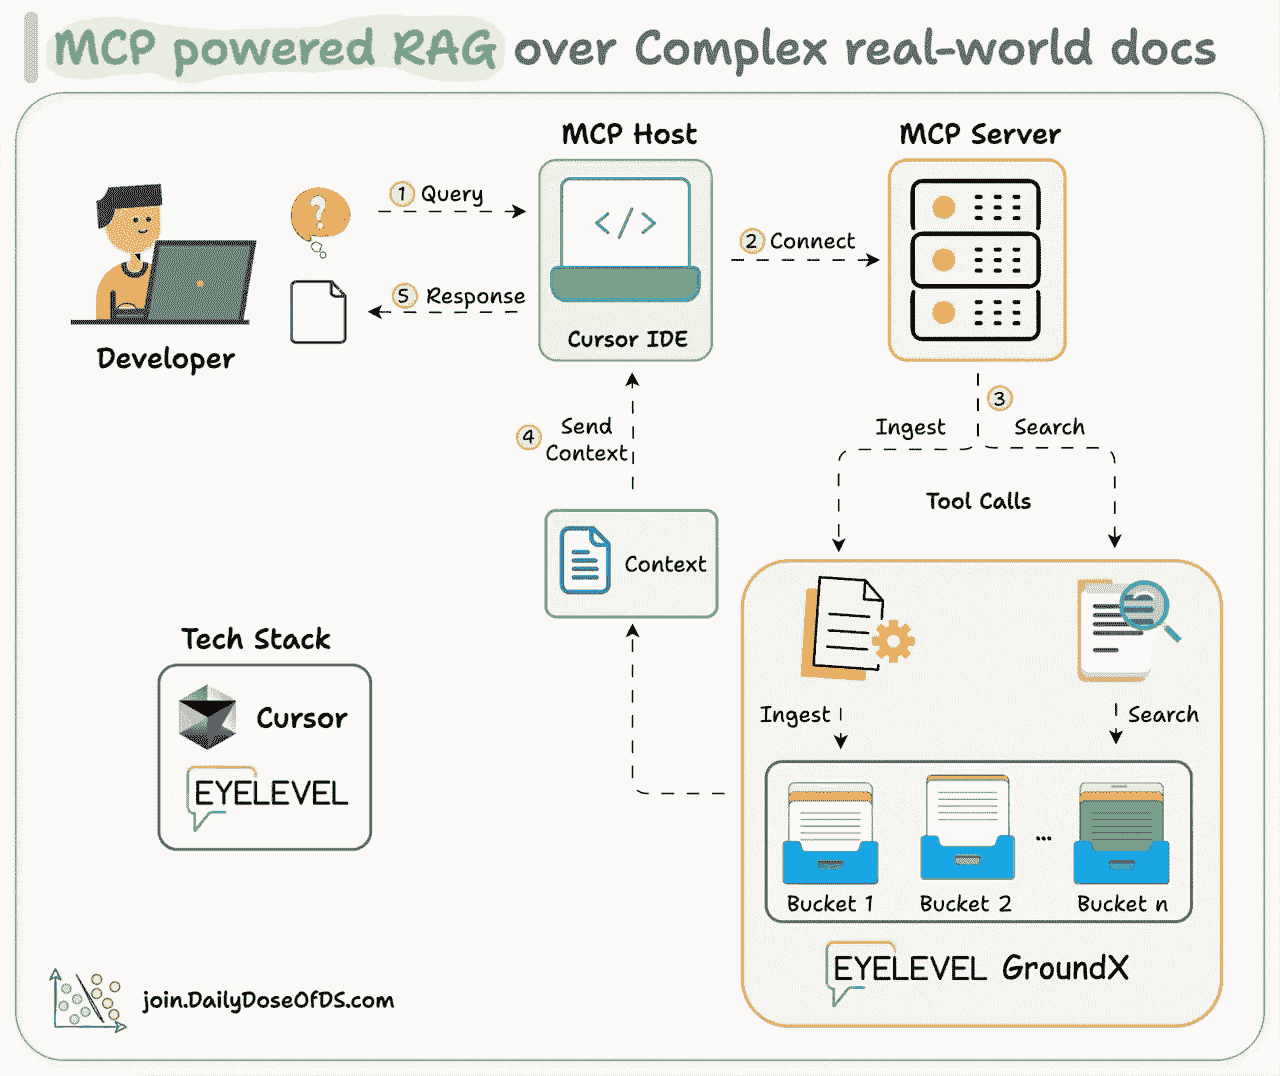 MCP powered RAG over Complex real-world docs
MCP Host
MCP Server
1 Query
2 Connect
5 Response
Cursor IDE
Developer
3
Ingest
Search
4 Send
Context
Tool Calls
Context
Tech Stack
Cursor
EYELEVEL
Ingest
Search
...
Bucket 1
Bucket 2
Bucket n
EYELEVEL GroundX
join.DailyDoseOfDS.com